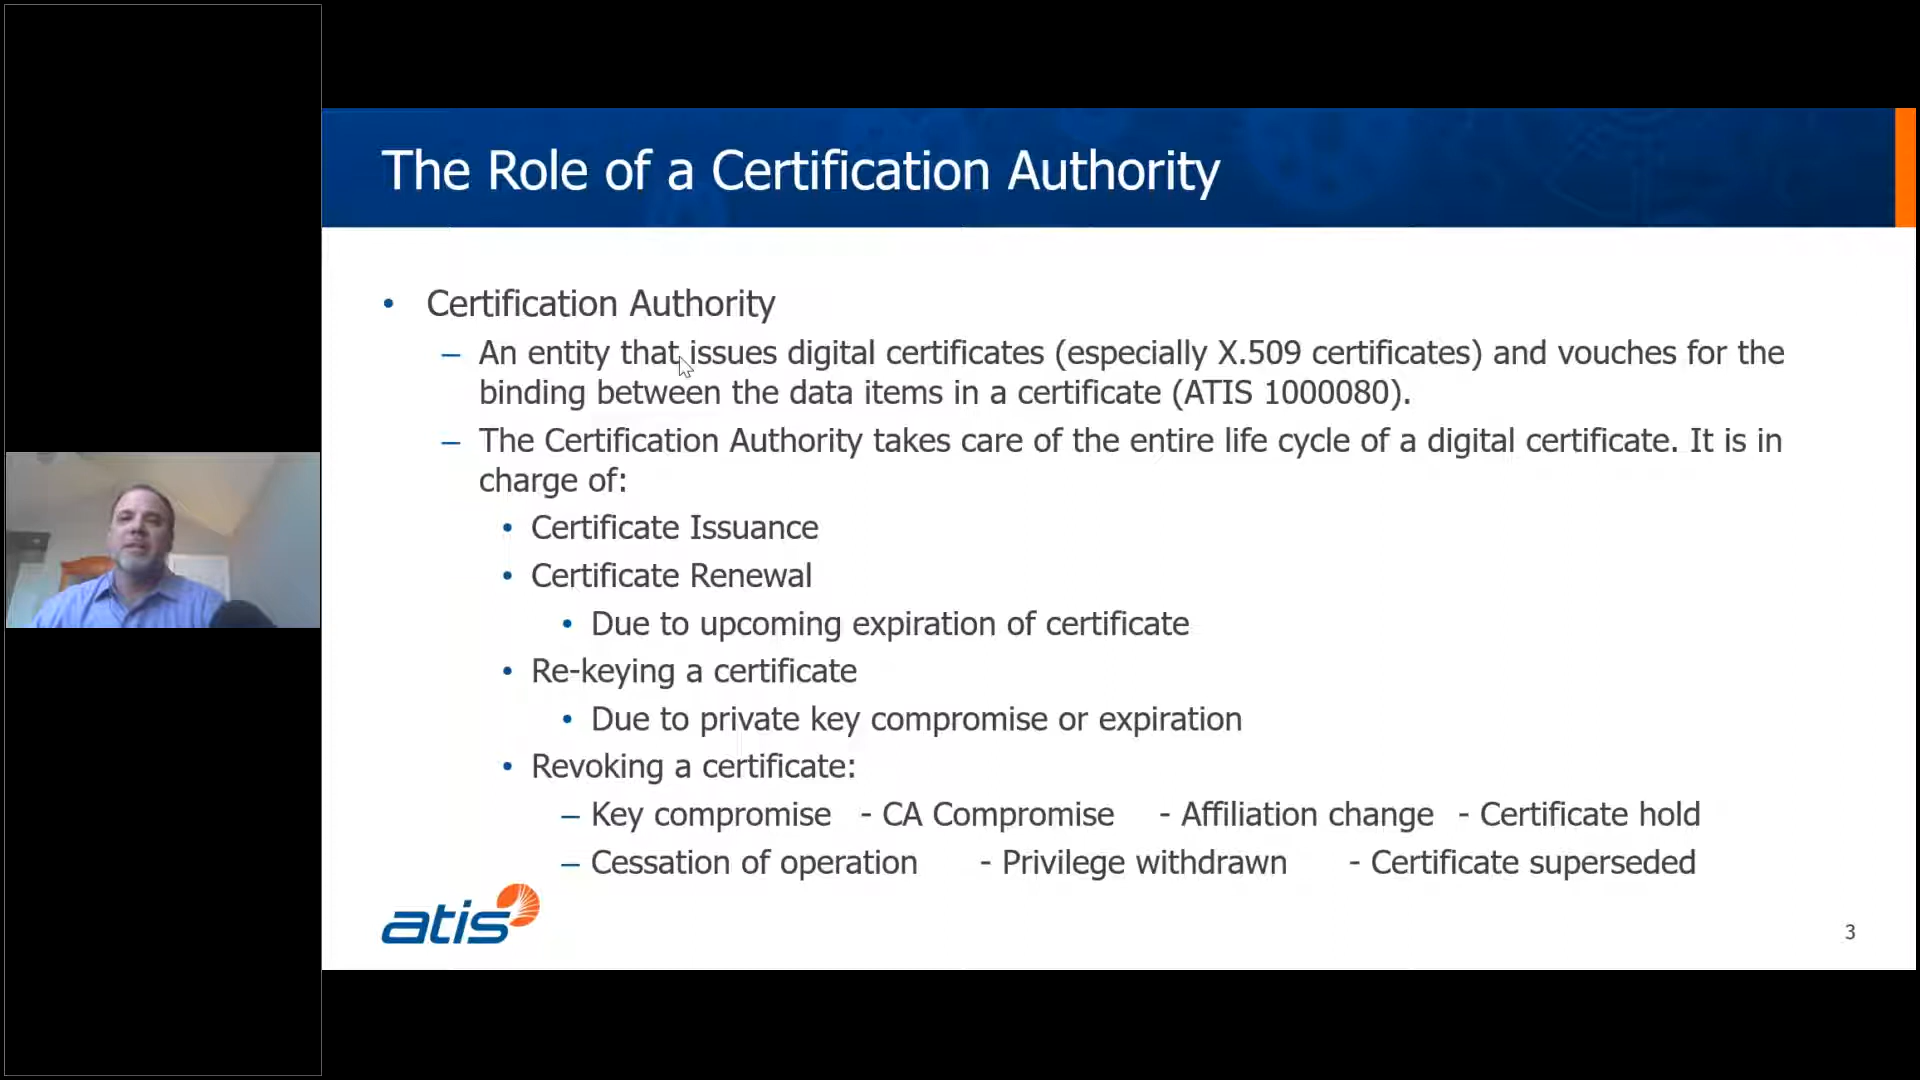 The Role of a Certification Authority
• Certification Authority
– An entity that issues digital certificates (especially X.509 certificates) and vouches for the
binding between the data items in a certificate (ATIS 1000080).
– The Certification Authority takes care of the entire life cycle of a digital certificate. It is in
charge of:
• Certificate Issuance
• Certificate Renewal
• Due to upcoming expiration of certificate
• Re-keying a certificate
• Due to private key compromise or expiration
• Revoking a certificate:
– Key compromise - CA Compromise - Affiliation change - Certificate hold
– Cessation of operation - Privilege withdrawn - Certificate superseded
atis
3